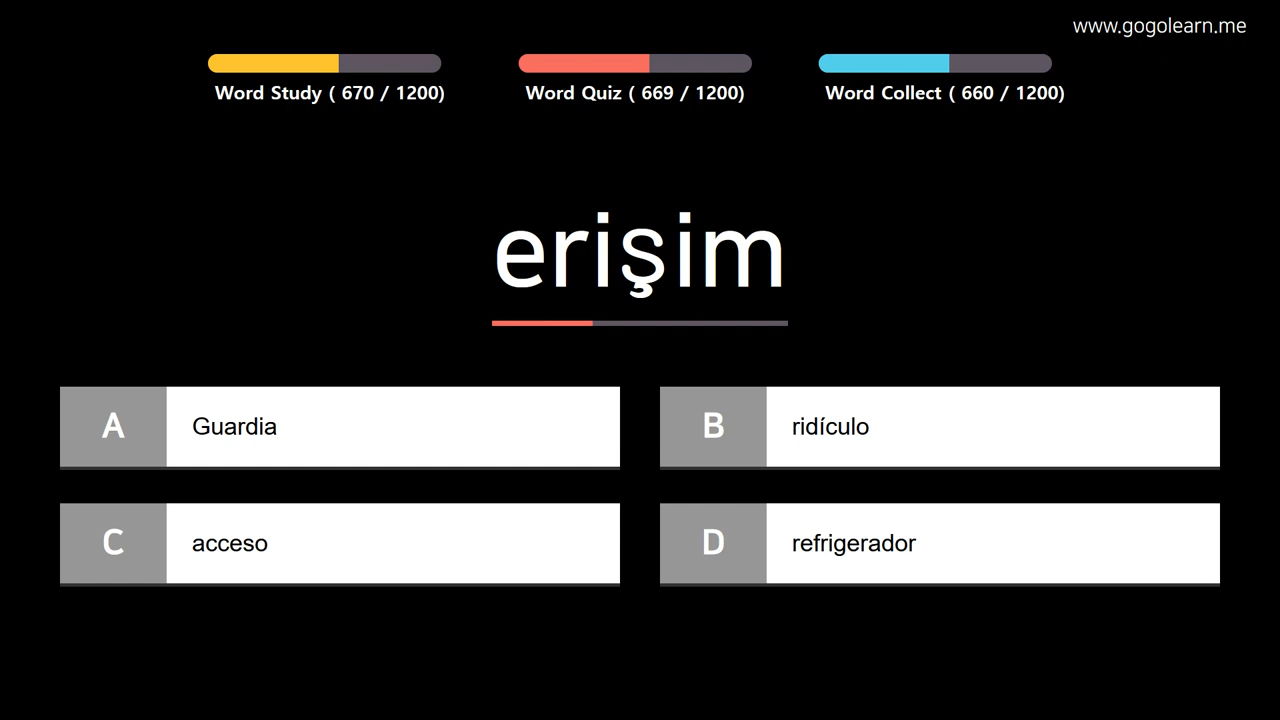 www.gogolearn.me
Word Study ( 670 / 1200)
Word Quiz ( 669 / 1200)
Word Collect ( 660 / 1200)
erişim
A Guardia
B ridículo
C acceso
D refrigerador